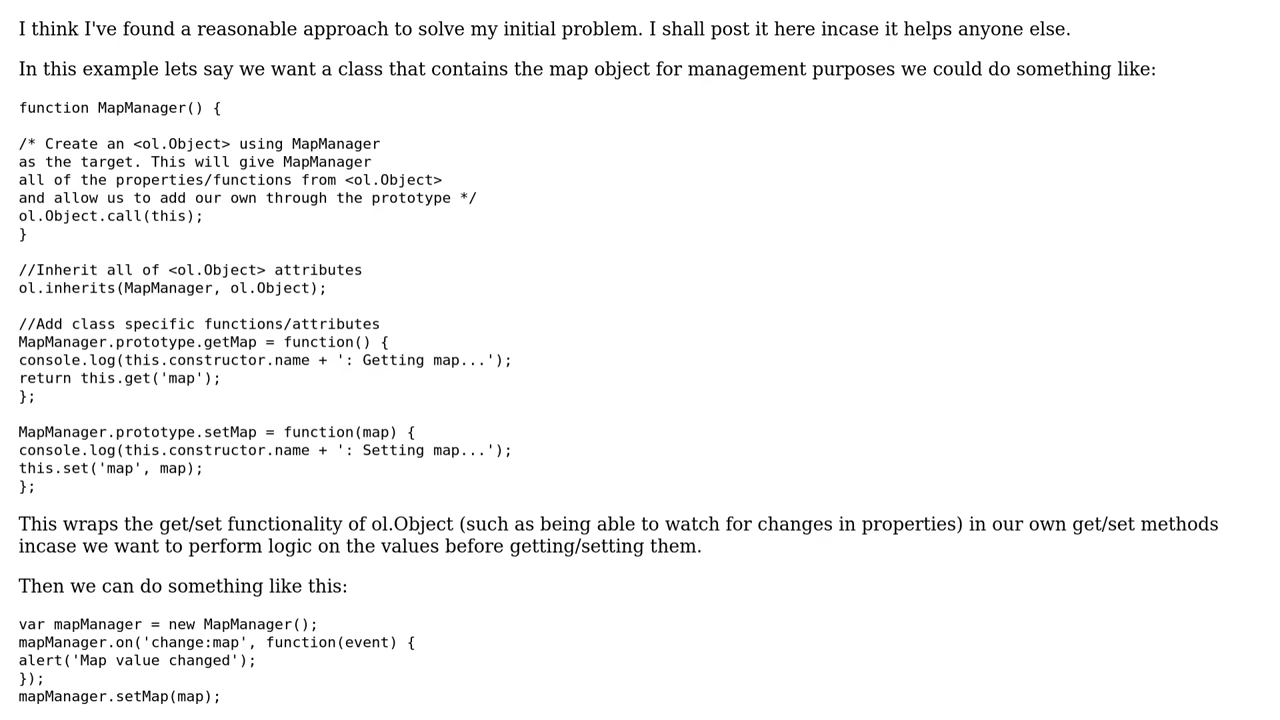 I think I've found a reasonable approach to solve my initial problem. I shall post it here incase it helps anyone else.
In this example lets say we want a class that contains the map object for management purposes we could do something like:
function MapManager() {
/* Create an <ol.Object> using MapManager
as the target. This will give MapManager
all of the properties/functions from <ol.Object>
and allow us to add our own through the prototype */
ol.Object.call(this);
}
//Inherit all of <ol.Object> attributes
ol.inherits(MapManager, ol.Object);
//Add class specific functions/attributes
MapManager.prototype.getMap = function() {
console.log(this.constructor.name + ': Getting map...');
return this.get('map');
};
MapManager.prototype.setMap = function(map) {
console.log(this.constructor.name + ': Setting map...');
this.set('map', map);
};
This wraps the get/set functionality of ol.Object (such as being able to watch for changes in properties) in our own get/set methods
incase we want to perform logic on the values before getting/setting them.
Then we can do something like this:
var mapManager = new MapManager();
mapManager.on('change:map', function(event) {
alert('Map value changed');
});
mapManager.setMap(map);